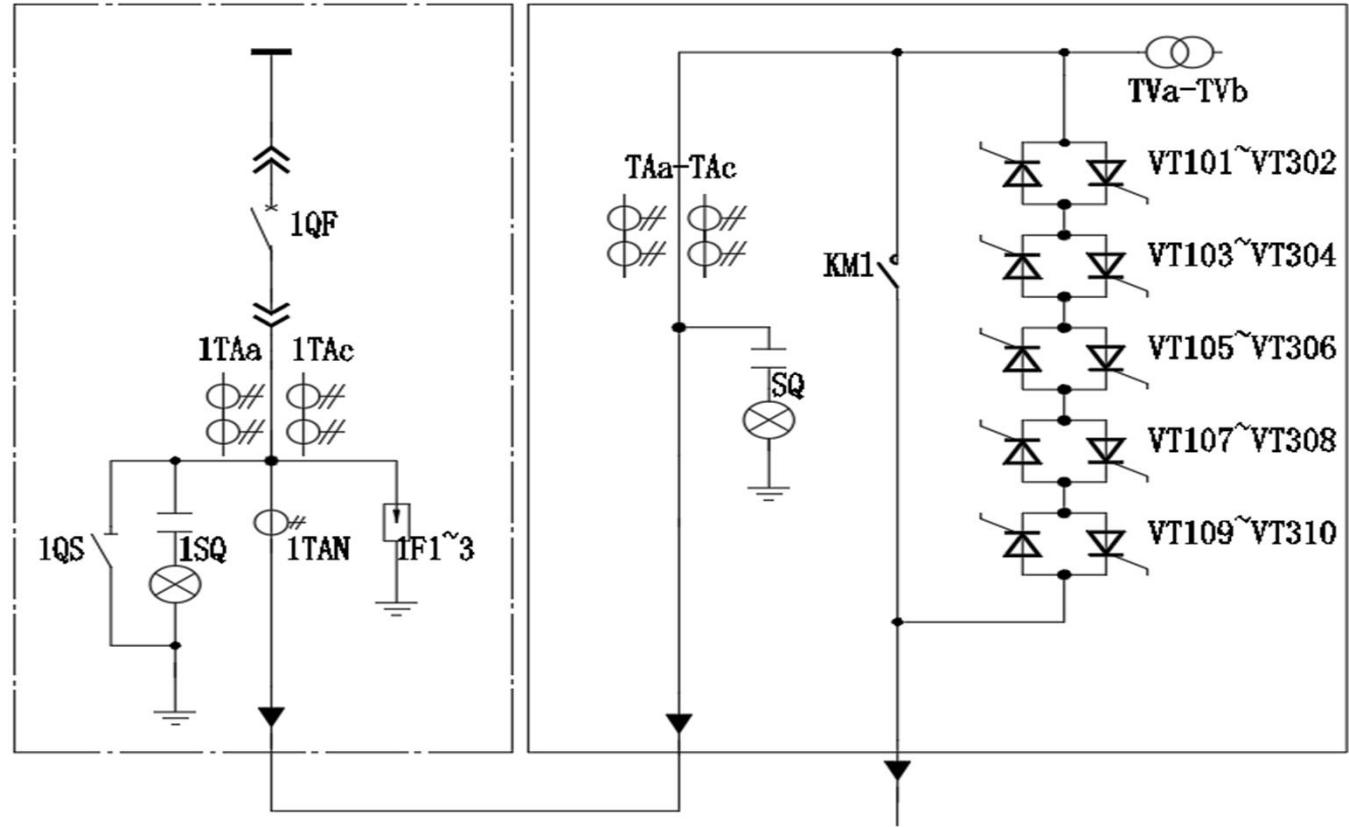 1QF
1TAa 1TAc
1QS
1SQ
1TAN
1F1~3
TVa-TVb
TAa-TAc
KM1
SQ
VT101~VT302
VT103~VT304
VT105~VT306
VT107~VT308
VT109~VT310